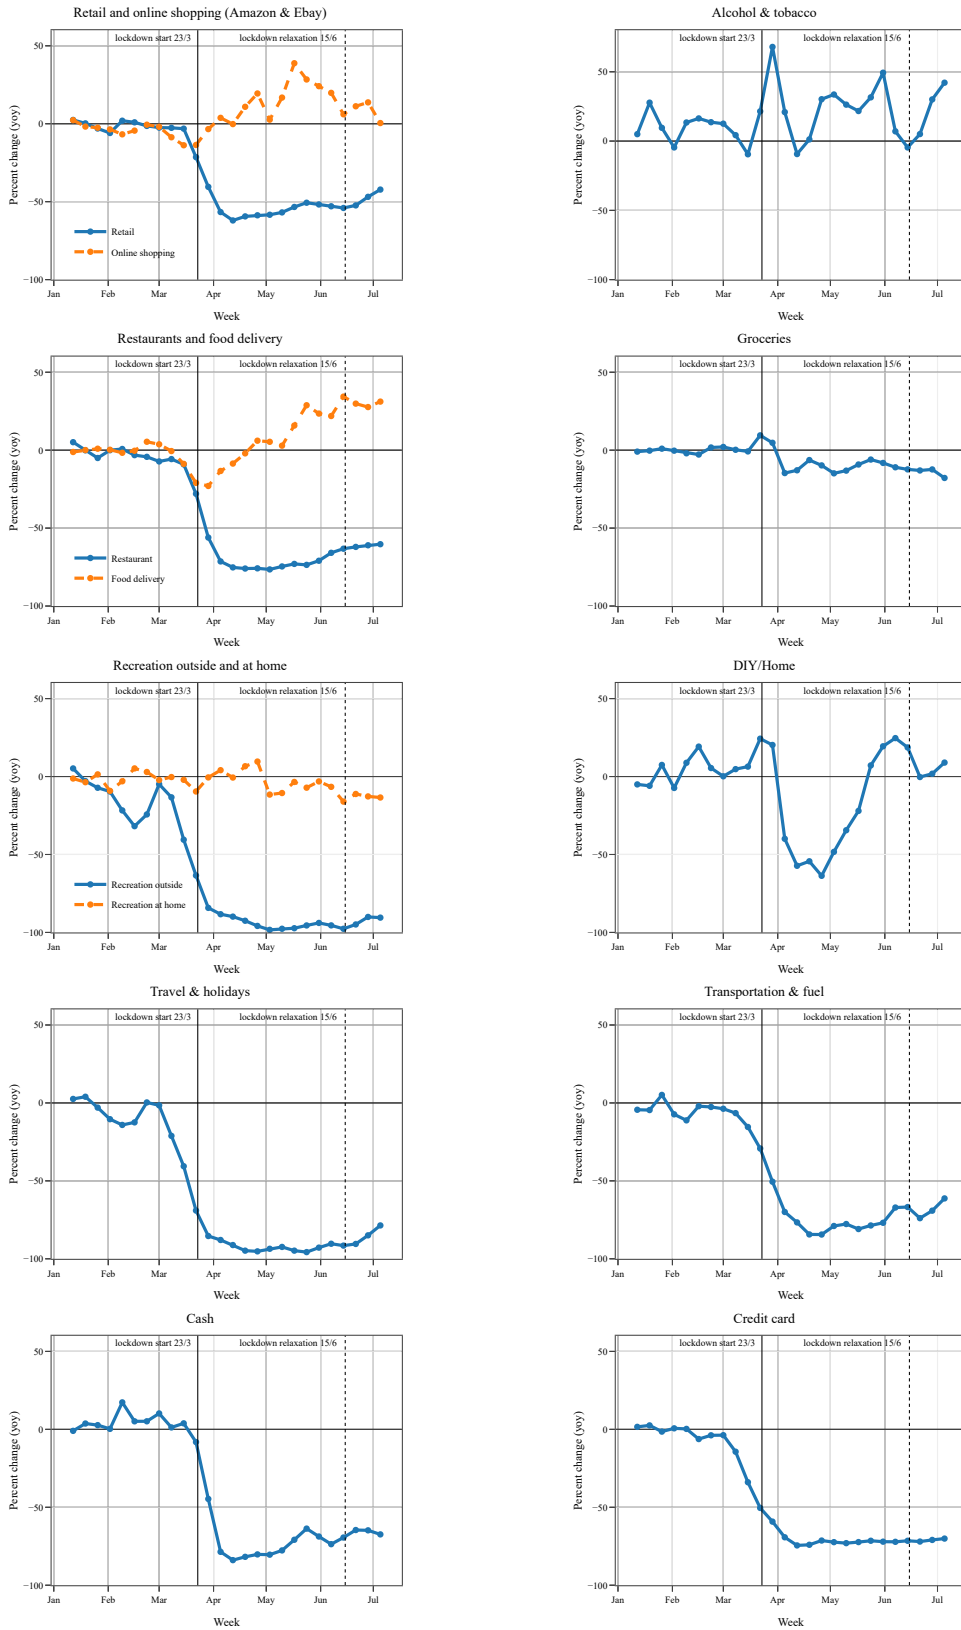 Retail and online shopping (Amazon & Ebay)
lockdown start 23/3
lockdown relaxation 15/6
50
0
−50
−100
Percent change (yoy)
Retail
Online shopping
Jan Feb Mar Apr May Jun Jul
Week
Alcohol & tobacco
lockdown start 23/3
lockdown relaxation 15/6
50
0
−50
−100
Percent change (yoy)
Jan Feb Mar Apr May Jun Jul
Week
Restaurants and food delivery
lockdown start 23/3
lockdown relaxation 15/6
50
0
−50
−100
Percent change (yoy)
Restaurant
Food delivery
Jan Feb Mar Apr May Jun Jul
Week
Groceries
lockdown start 23/3
lockdown relaxation 15/6
50
0
−50
−100
Percent change (yoy)
Jan Feb Mar Apr May Jun Jul
Week
Recreation outside and at home
lockdown start 23/3
lockdown relaxation 15/6
50
0
−50
−100
Percent change (yoy)
Recreation outside
Recreation at home
Jan Feb Mar Apr May Jun Jul
Week
DIY/Home
lockdown start 23/3
lockdown relaxation 15/6
50
0
−50
−100
Percent change (yoy)
Jan Feb Mar Apr May Jun Jul
Week
Travel & holidays
lockdown start 23/3
lockdown relaxation 15/6
50
0
−50
−100
Percent change (yoy)
Jan Feb Mar Apr May Jun Jul
Week
Transportation & fuel
lockdown start 23/3
lockdown relaxation 15/6
50
0
−50
−100
Percent change (yoy)
Jan Feb Mar Apr May Jun Jul
Week
Cash
lockdown start 23/3
lockdown relaxation 15/6
50
0
−50
−100
Percent change (yoy)
Jan Feb Mar Apr May Jun Jul
Week
Credit card
lockdown start 23/3
lockdown relaxation 15/6
50
0
−50
−100
Percent change (yoy)
Jan Feb Mar Apr May Jun Jul
Week